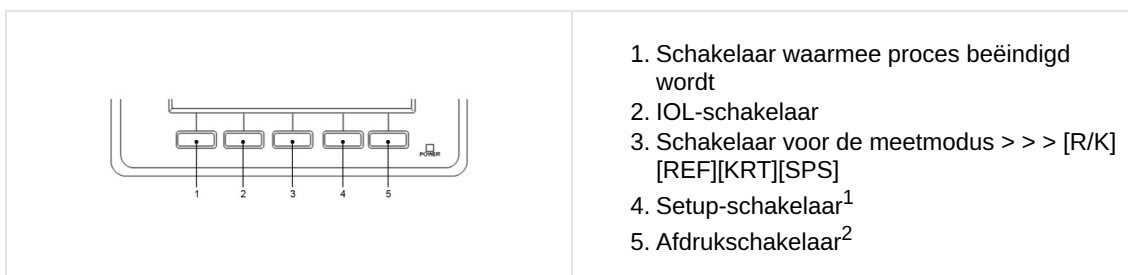 POWER
1 2 3 4 5
1. Schakelaar waarmee proces beëindigd
wordt
2. IOL-schakelaar
3. Schakelaar voor de meetmodus > > > [R/K]
[REF][KRT][SPS]
4. Setup-schakelaar1
5. Afdrukschakelaar2